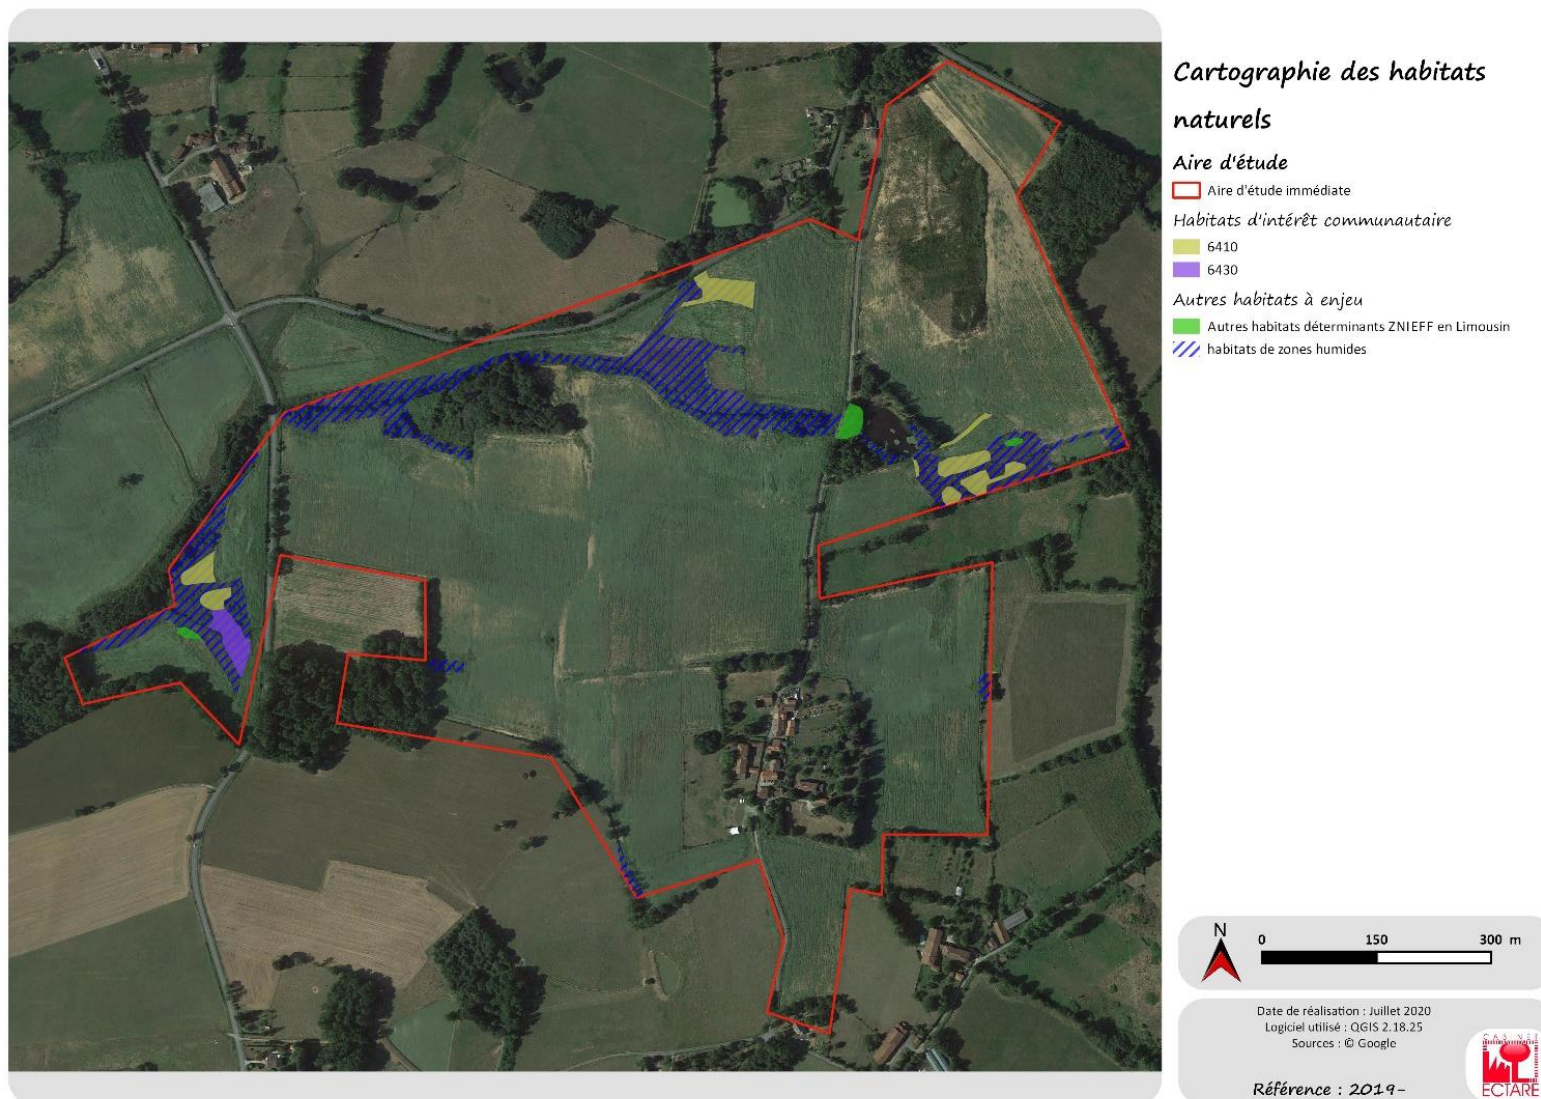 Cartographie des habitats
naturels
Aire d'étude
Aire d'étude immédiate
Habitats d'intérêt communautaire
6410
6430
Autres habitats à enjeu
Autres habitats déterminants ZNIEFF en Limousin
habitats de zones humides
N
0 150 300 m
Date de réalisation : Juillet 2020
Logiciel utilisé : QGIS 2.18.25
Sources : © Google
Référence : 2019-
CABINET
ECTARE